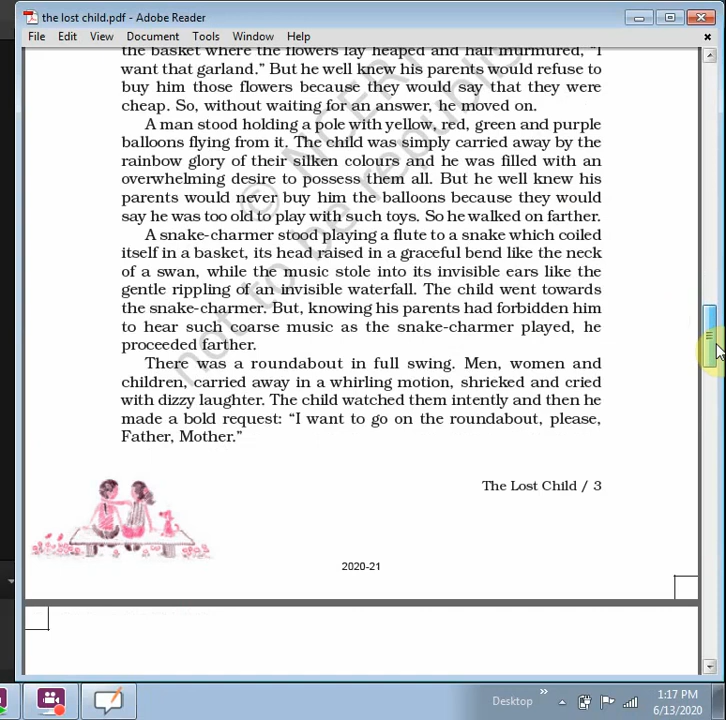 the lost child.pdf - Adobe Reader
File Edit View Document Tools Window Help
the basket where the flowers lay heaped and half murmured, “I
want that garland.” But he well knew his parents would refuse to
buy him those flowers because they would say that they were
cheap. So, without waiting for an answer, he moved on.
A man stood holding a pole with yellow, red, green and purple
balloons flying from it. The child was simply carried away by the
rainbow glory of their silken colours and he was filled with an
overwhelming desire to possess them all. But he well knew his
parents would never buy him the balloons because they would
say he was too old to play with such toys. So he walked on farther.
A snake-charmer stood playing a flute to a snake which coiled
itself in a basket, its head raised in a graceful bend like the neck
of a swan, while the music stole into its invisible ears like the
gentle rippling of an invisible waterfall. The child went towards
the snake-charmer. But, knowing his parents had forbidden him
to hear such coarse music as the snake-charmer played, he
proceeded farther.
There was a roundabout in full swing. Men, women and
children, carried away in a whirling motion, shrieked and cried
with dizzy laughter. The child watched them intently and then he
made a bold request: “I want to go on the roundabout, please,
Father, Mother.”
The Lost Child / 3
2020-21
© NCERT
not to be republis
Desktop
1:17 PM
6/13/2020